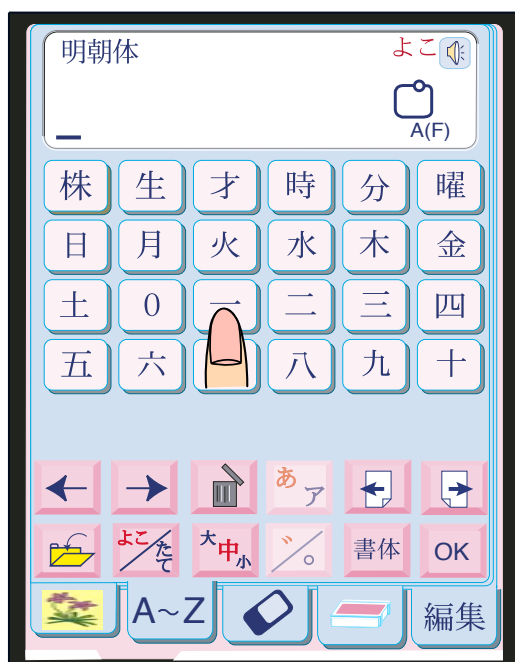 明朝体 よこ
A(F)
株 生 才 時 分 曜
日 月 火 水 木 金
土 0 一 二 三 四
五 六 八 九 十
あ ア
よこ たて 大 中 小 ゛ ゜ 書体 OK
A~Z 編集